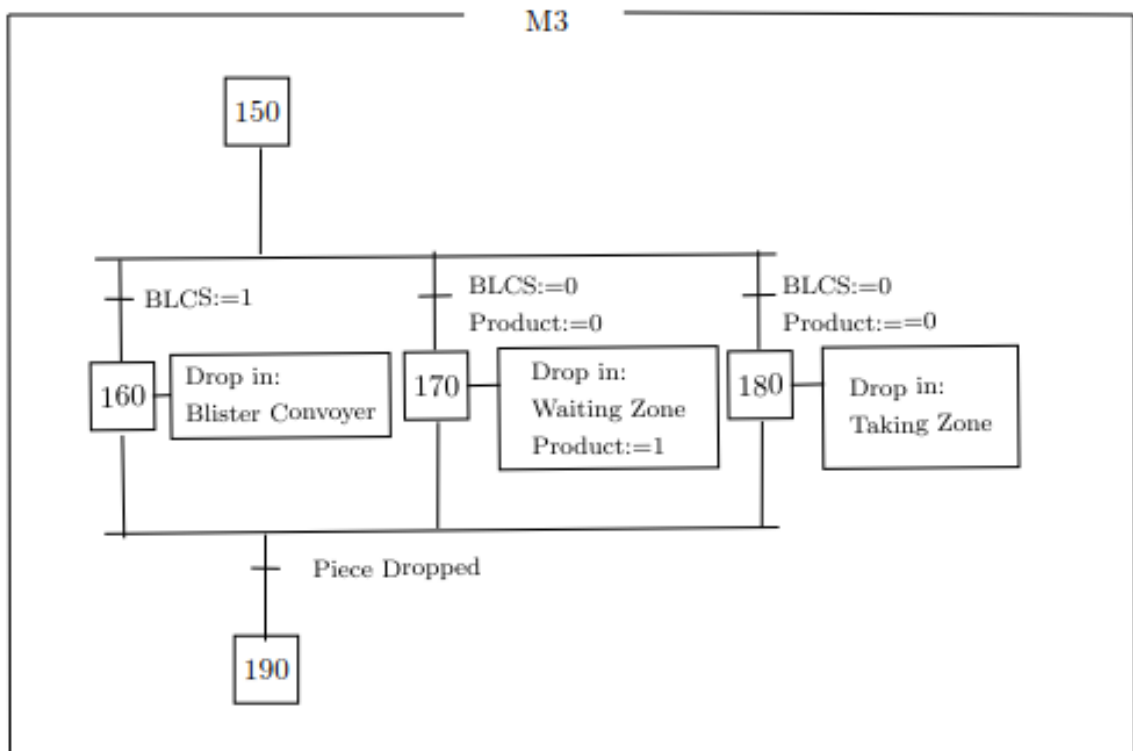 M3
150
BLCS:=1
BLCS:=0
Product:=0
BLCS:=0
Product:==0
160
Drop in:
Blister Convoyer
170
Drop in:
Waiting Zone
Product:=1
180
Drop in:
Taking Zone
Piece Dropped
190